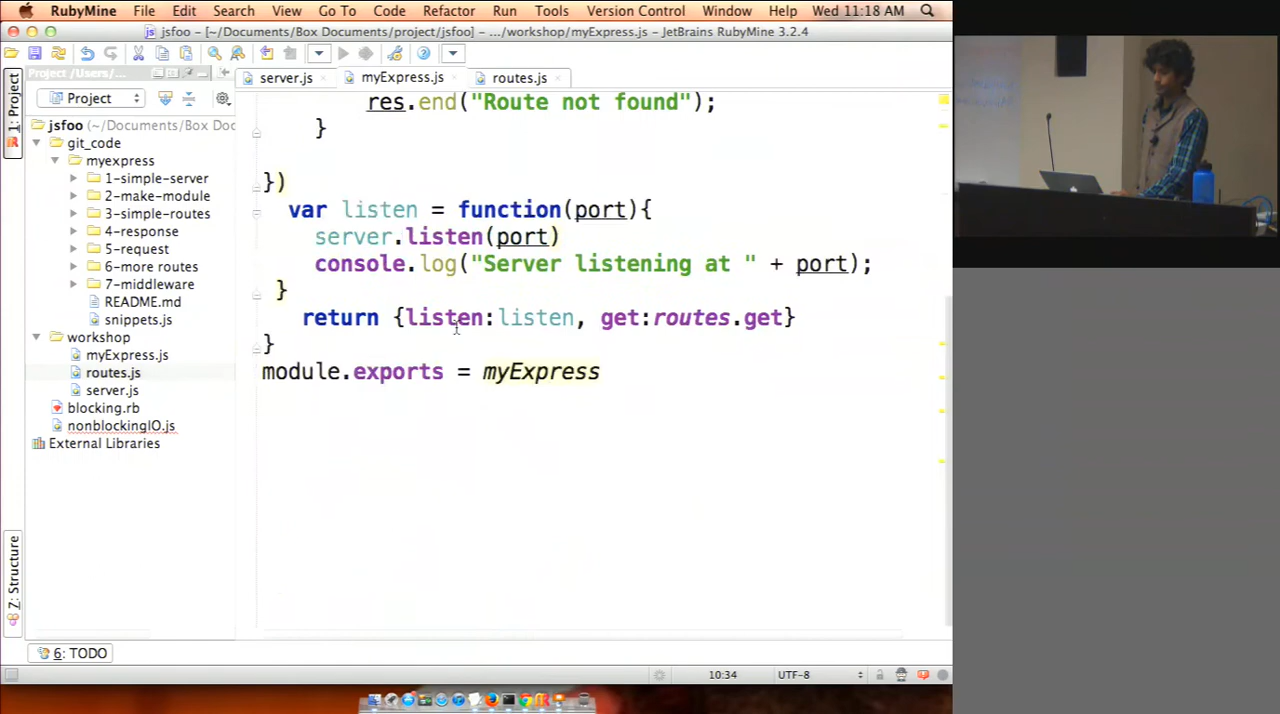 RubyMine File Edit Search View Go To Code Refactor Run Tools Version Control Window Help Wed 11:18 AM
jsfoo - [~/Documents/Box Documents/project/jsfoo] - .../workshop/myExpress.js - JetBrains RubyMine 3.2.4
1: Project
Project /Users/...
server.js
myExpress.js
routes.js
Project
jsfoo (~/Documents/Box Doc
git_code
myexpress
1-simple-server
2-make-module
3-simple-routes
4-response
5-request
6-more routes
7-middleware
README.md
snippets.js
workshop
myExpress.js
routes.js
server.js
blocking.rb
nonblockingIO.js
External Libraries
res.end("Route not found");
}
})
var listen = function(port){
server.listen(port)
console.log("Server listening at " + port);
}
return {listen:listen, get:routes.get}
}
module.exports = myExpress
7: Structure
6: TODO
10:34 UTF-8